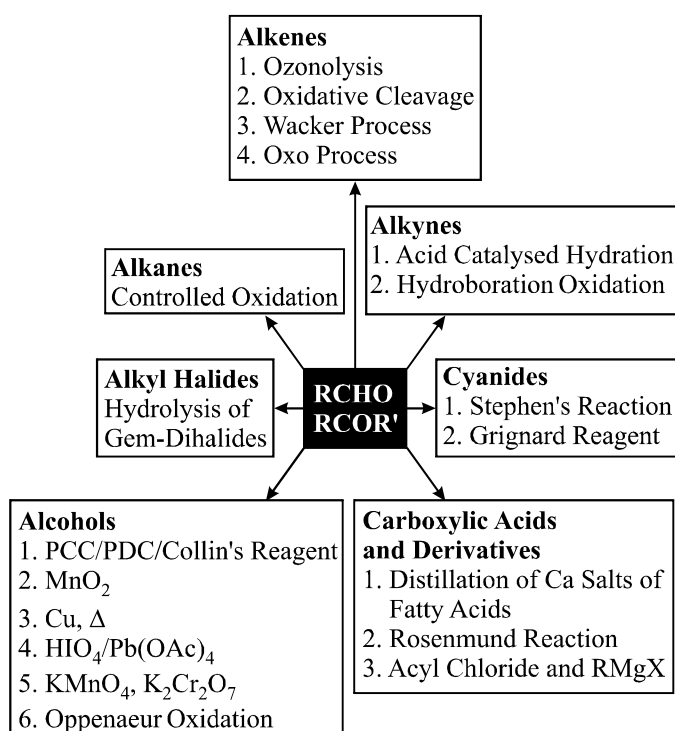 Alkenes
1. Ozonolysis
2. Oxidative Cleavage
3. Wacker Process
4. Oxo Process
Alkynes
1. Acid Catalysed Hydration
2. Hydroboration Oxidation
Alkanes
Controlled Oxidation
Alkyl Halides
Hydrolysis of
Gem-Dihalides
RCHO
RCOR'
Cyanides
1. Stephen's Reaction
2. Grignard Reagent
Alcohols
1. PCC/PDC/Collin's Reagent
2. MnO₂
3. Cu, Δ
4. HIO₄/Pb(OAc)₄
5. KMnO₄, K₂Cr₂O₇
6. Oppenaeur Oxidation
Carboxylic Acids
and Derivatives
1. Distillation of Ca Salts of
Fatty Acids
2. Rosenmund Reaction
3. Acyl Chloride and RMgX